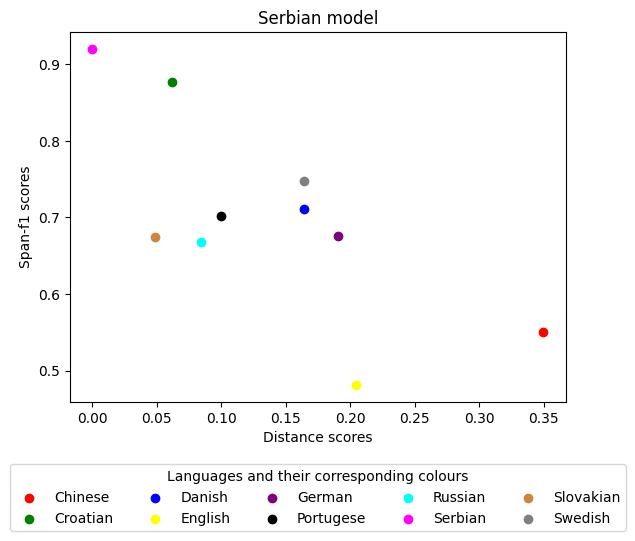 Serbian model
Span-f1 scores
0.9
0.8
0.7
0.6
0.5
0.00 0.05 0.10 0.15 0.20 0.25 0.30 0.35
Distance scores
Languages and their corresponding colours
Chinese Danish German Russian Slovakian
Croatian English Portugese Serbian Swedish